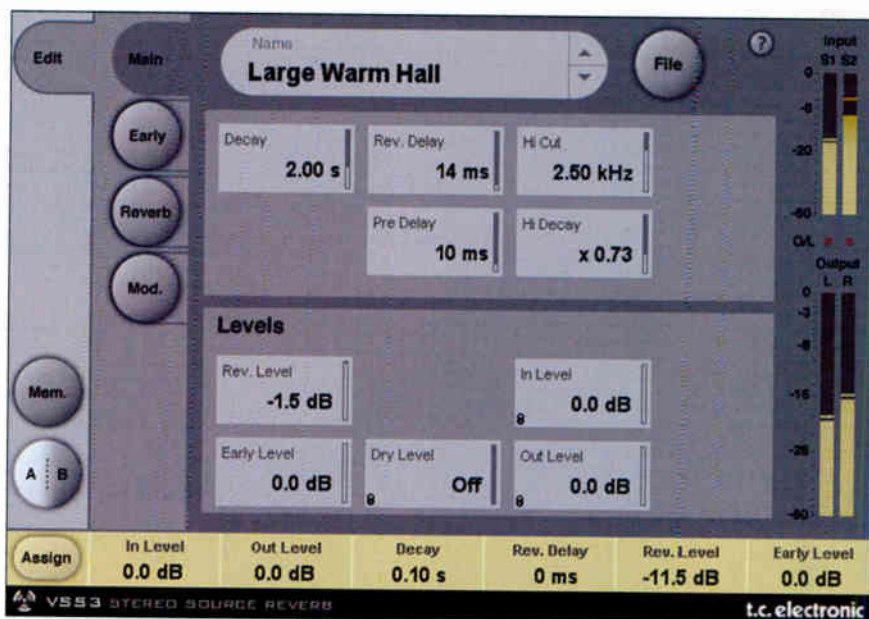 Edit
Main
Name
Large Warm Hall
File
?
Input
S1 S2
0
-20
-60
O/L
Output
L R
0
-3
-16
-60
Early
Reverb
Mod.
Mem.
A B
Decay
2.00 s
Rev. Delay
14 ms
Hi Cut
2.50 kHz
Pre Delay
10 ms
Hi Decay
x 0.73
Levels
Rev. Level
-1.5 dB
In Level
0.0 dB
Early Level
0.0 dB
Dry Level
Off
Out Level
0.0 dB
Assign
In Level
0.0 dB
Out Level
0.0 dB
Decay
0.10 s
Rev. Delay
0 ms
Rev. Level
-11.5 dB
Early Level
0.0 dB
VSS3 STEREO SOURCE REVERB
t.c. electronic